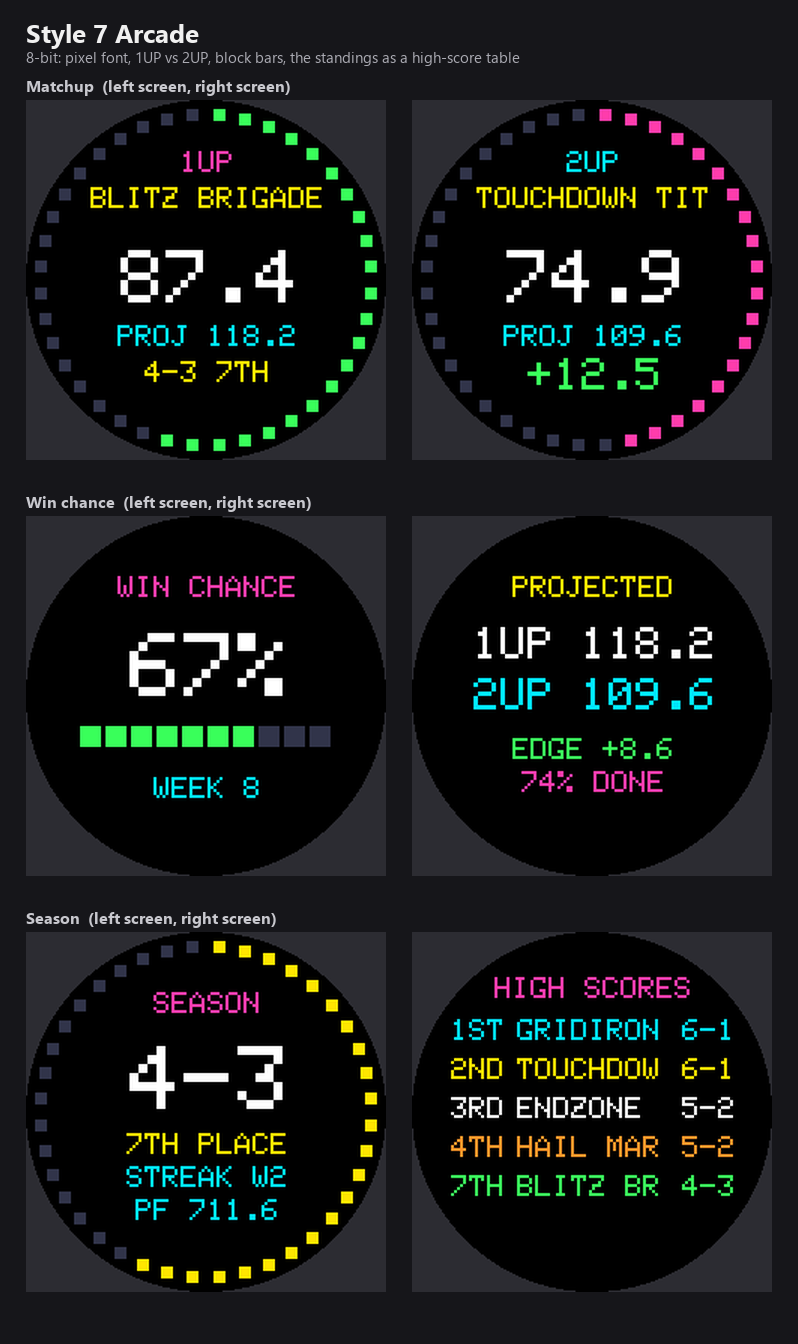 Style 7 Arcade
8-bit: pixel font, 1UP vs 2UP, block bars, the standings as a high-score table
Matchup (left screen, right screen)
1UP
BLITZ BRIGADE
87.4
PROJ 118.2
4-3 7TH
2UP
TOUCHDOWN TIT
74.9
PROJ 109.6
+12.5
Win chance (left screen, right screen)
WIN CHANCE
67%
WEEK 8
PROJECTED
1UP 118.2
2UP 109.6
EDGE +8.6
74% DONE
Season (left screen, right screen)
SEASON
4-3
7TH PLACE
STREAK W2
PF 711.6
HIGH SCORES
1ST GRIDIRON 6-1
2ND TOUCHDOW 6-1
3RD ENDZONE 5-2
4TH HAIL MAR 5-2
7TH BLITZ BR 4-3